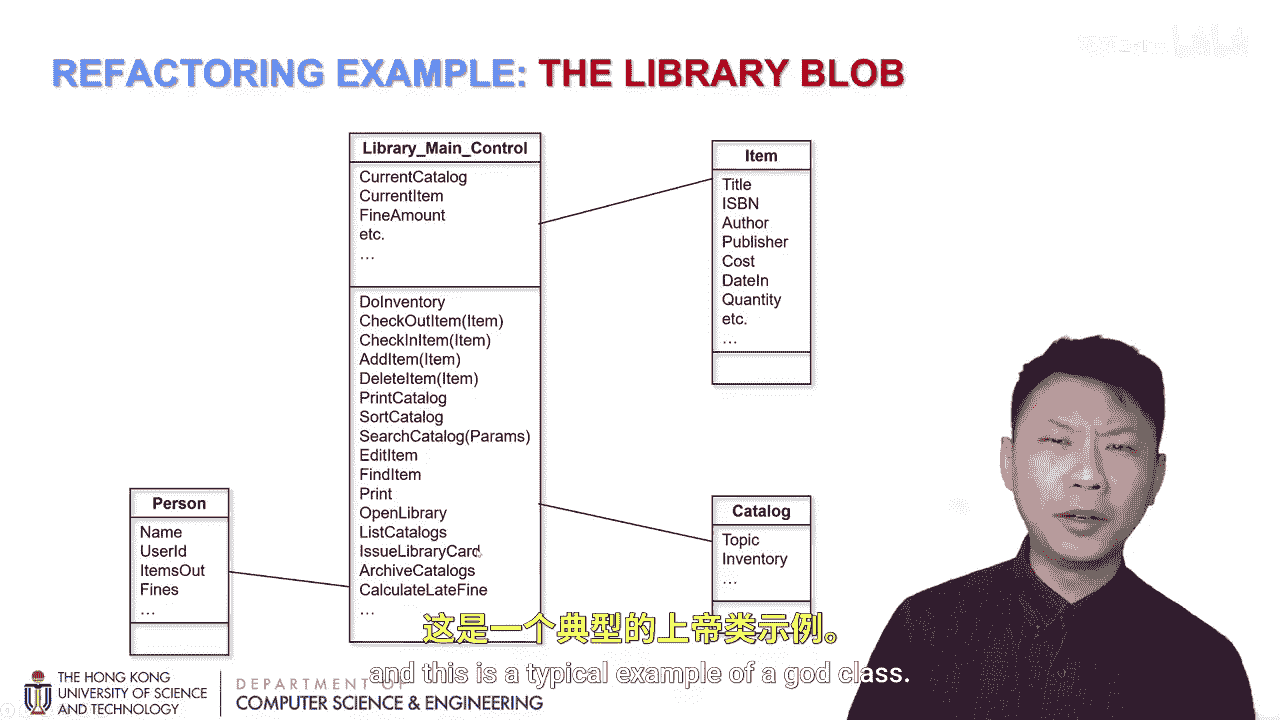 REFACTORING EXAMPLE: THE LIBRARY BLOB
Library_Main_Control
CurrentCatalog
CurrentItem
FineAmount
etc.
...
DoInventory
CheckOutItem(Item)
CheckInItem(Item)
AddItem(Item)
DeleteItem(Item)
PrintCatalog
SortCatalog
SearchCatalog(Params)
EditItem
FindItem
Print
OpenLibrary
ListCatalogs
IssueLibraryCard
ArchiveCatalogs
CalculateLateFine
...
Item
Title
ISBN
Author
Publisher
Cost
DateIn
Quantity
etc.
...
Person
Name
UserId
ItemsOut
Fines
...
Catalog
Topic
Inventory
...
这是一个典型的上帝类示例。
and this is a typical example of a god class.
THE HONG KONG
UNIVERSITY OF SCIENCE
AND TECHNOLOGY
DEPARTMENT OF
COMPUTER SCIENCE & ENGINEERING